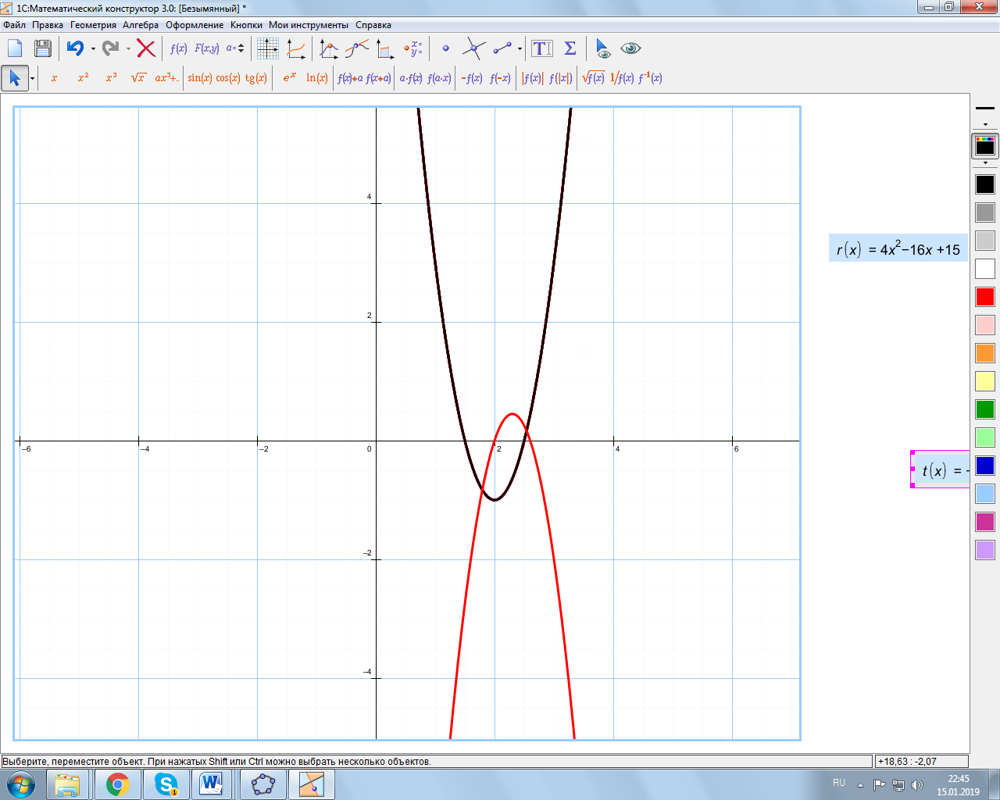 1С:Математический конструктор 3.0: [Безымянный] *
Файл Правка Геометрия Алгебра Оформление Кнопки Мои инструменты Справка
f(x) F(x,y) a= x= y= T Σ
x x² x³ √x ax³+.. sin(x) cos(x) tg(x) eˣ ln(x) f(x)+a f(x+a) a·f(x) f(a·x) -f(x) f(-x) |f(x)| f(|x|) √f(x) 1/f(x) f⁻¹(x)
4
r(x) = 4x²−16x +15
2
−6 −4 −2 0 2 4 6
t(x) = -
−2
−4
Выберите, переместите объект. При нажатых Shift или Ctrl можно выбрать несколько объектов.
+18,63 : -2,07
S 1 W
RU
22:45
15.01.2019